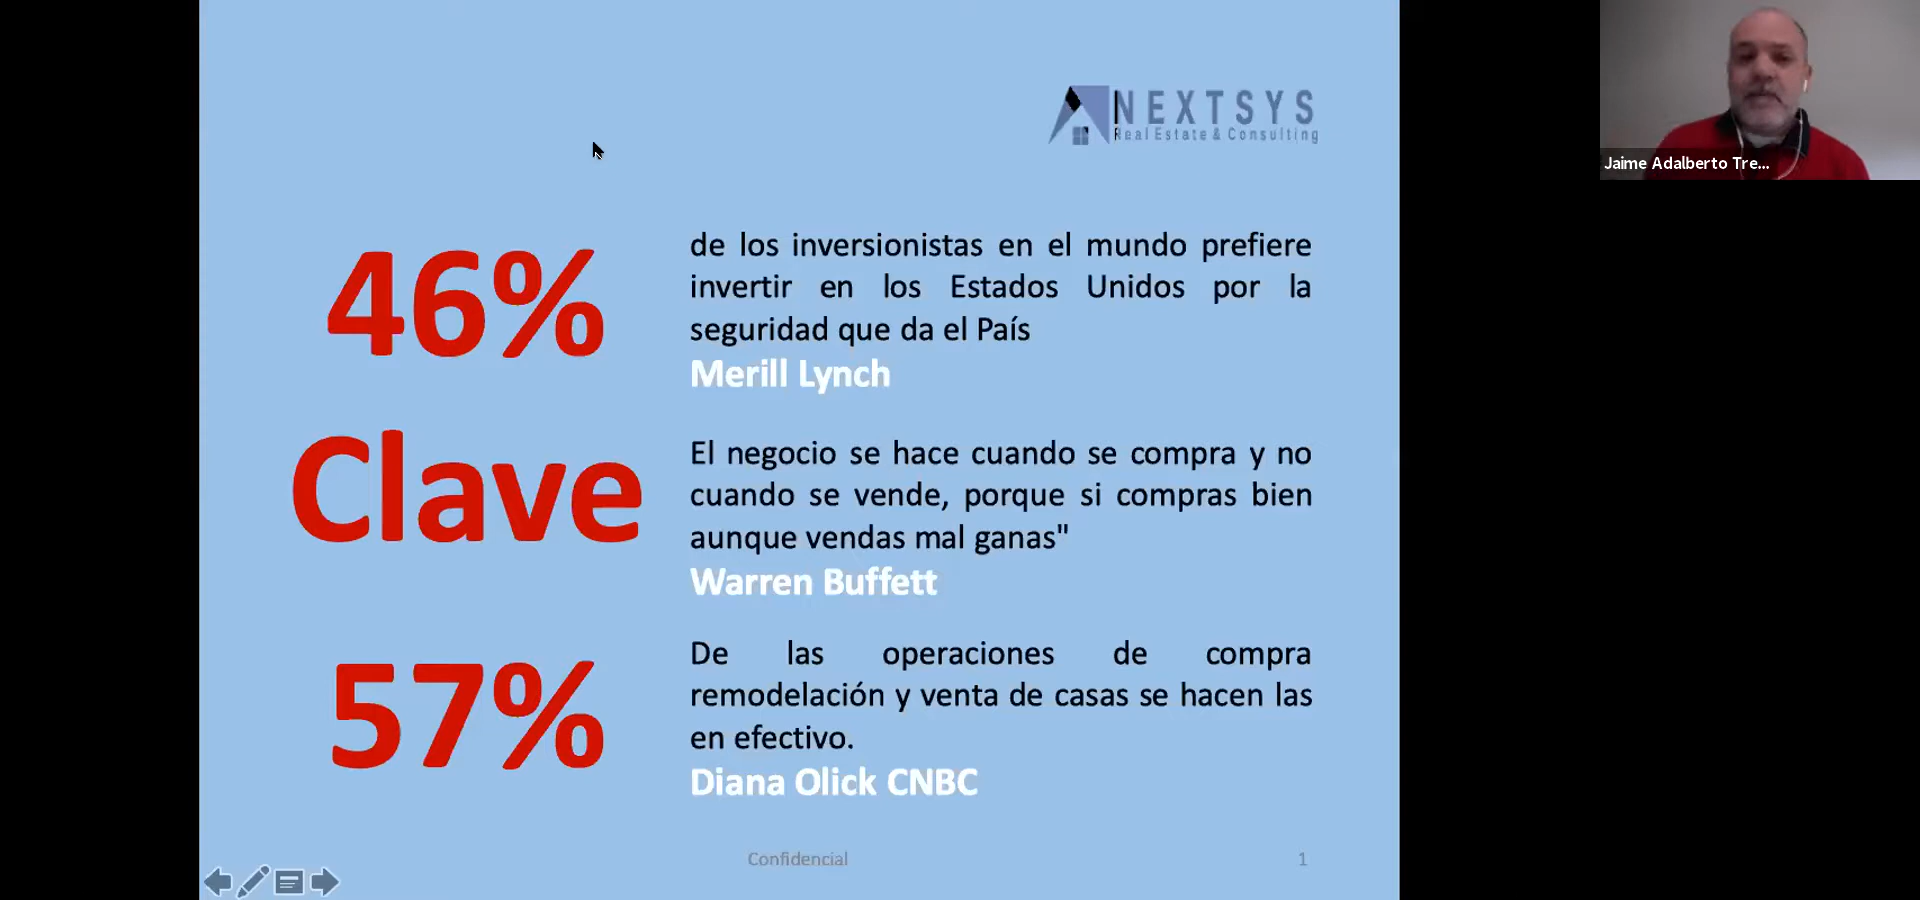 NEXTSYS
Real Estate & Consulting
Jaime Adalberto Tre...
46%
de los inversionistas en el mundo prefiere
invertir en los Estados Unidos por la
seguridad que da el País
Merill Lynch
Clave
El negocio se hace cuando se compra y no
cuando se vende, porque si compras bien
aunque vendas mal ganas"
Warren Buffett
57%
De las operaciones de compra
remodelación y venta de casas se hacen las
en efectivo.
Diana Olick CNBC
Confidencial
1